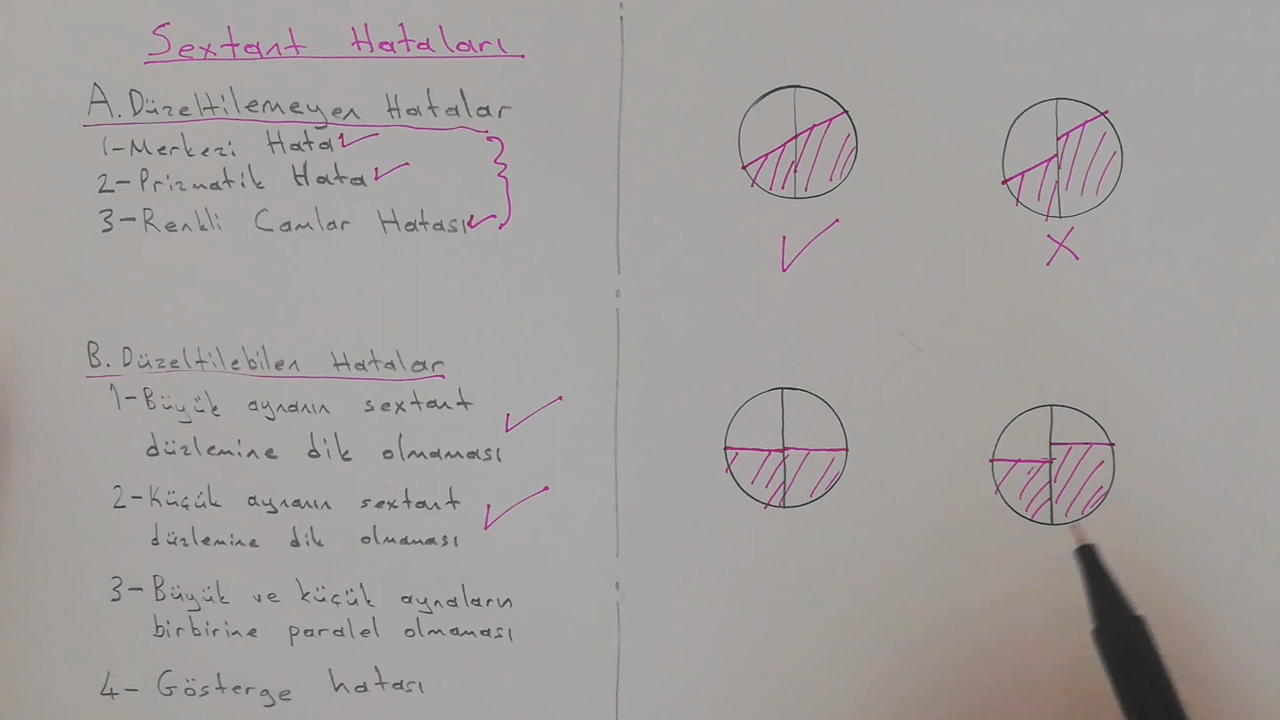 Sextant Hataları
A. Düzeltilemeyen Hatalar
1-Merkezi Hata
2-Prizmatik Hata
3-Renkli Camlar Hatası
B. Düzeltilebilen Hatalar
1-Büyük aynanın sextant
düzlemine dik olmaması
2-Küçük aynanın sextant
düzlemine dik olmaması
3-Büyük ve küçük aynaların
birbirine paralel olmaması
4-Gösterge hatası